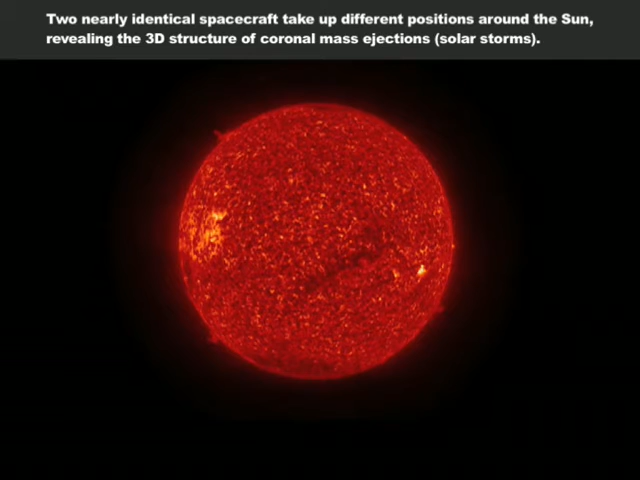 Two nearly identical spacecraft take up different positions around the Sun,
revealing the 3D structure of coronal mass ejections (solar storms).